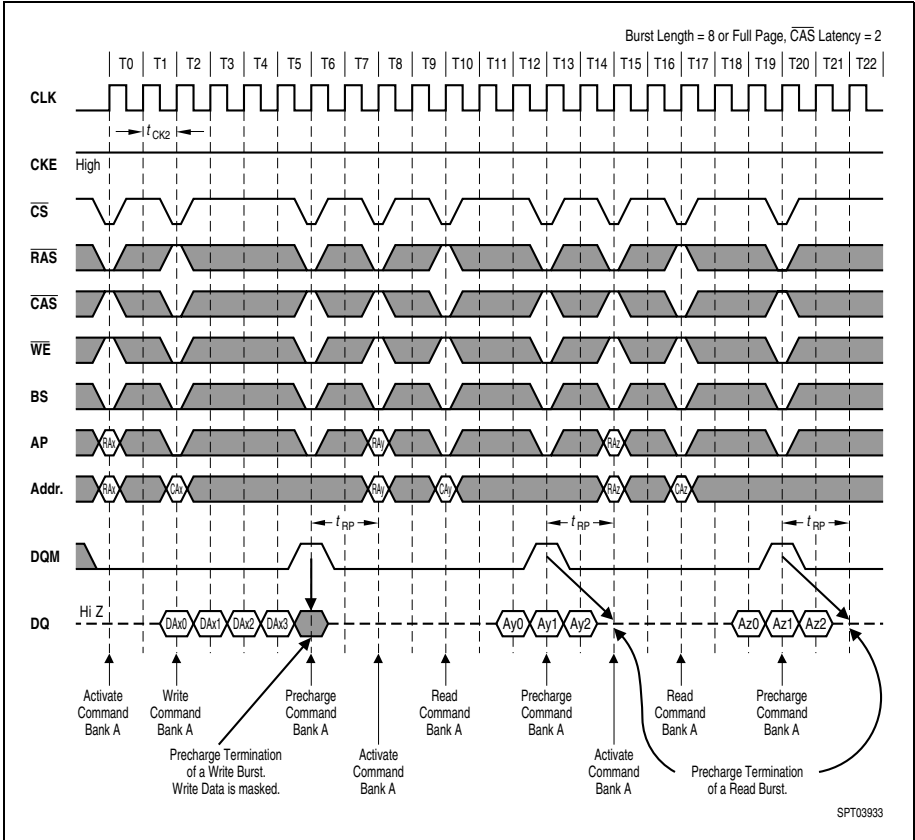 Burst Length = 8 or Full Page, CAS Latency = 2
T0 T1 T2 T3 T4 T5 T6 T7 T8 T9 T10 T11 T12 T13 T14 T15 T16 T17 T18 T19 T20 T21 T22
CLK
tCK2
CKE High
CS
RAS
CAS
WE
BS
AP RAx RAy RAz
Addr. RAx CAx RAy CAy RAz CAz
tRP tRP tRP
DQM
DQ Hi Z DAx0 DAx1 DAx2 DAx3 Ay0 Ay1 Ay2 Az0 Az1 Az2
Activate Command Bank A
Write Command Bank A
Precharge Command Bank A
Read Command Bank A
Precharge Command Bank A
Read Command Bank A
Precharge Command Bank A
Precharge Termination
of a Write Burst.
Write Data is masked.
Activate Command Bank A
Activate Command Bank A
Precharge Termination
of a Read Burst.
SPT03933